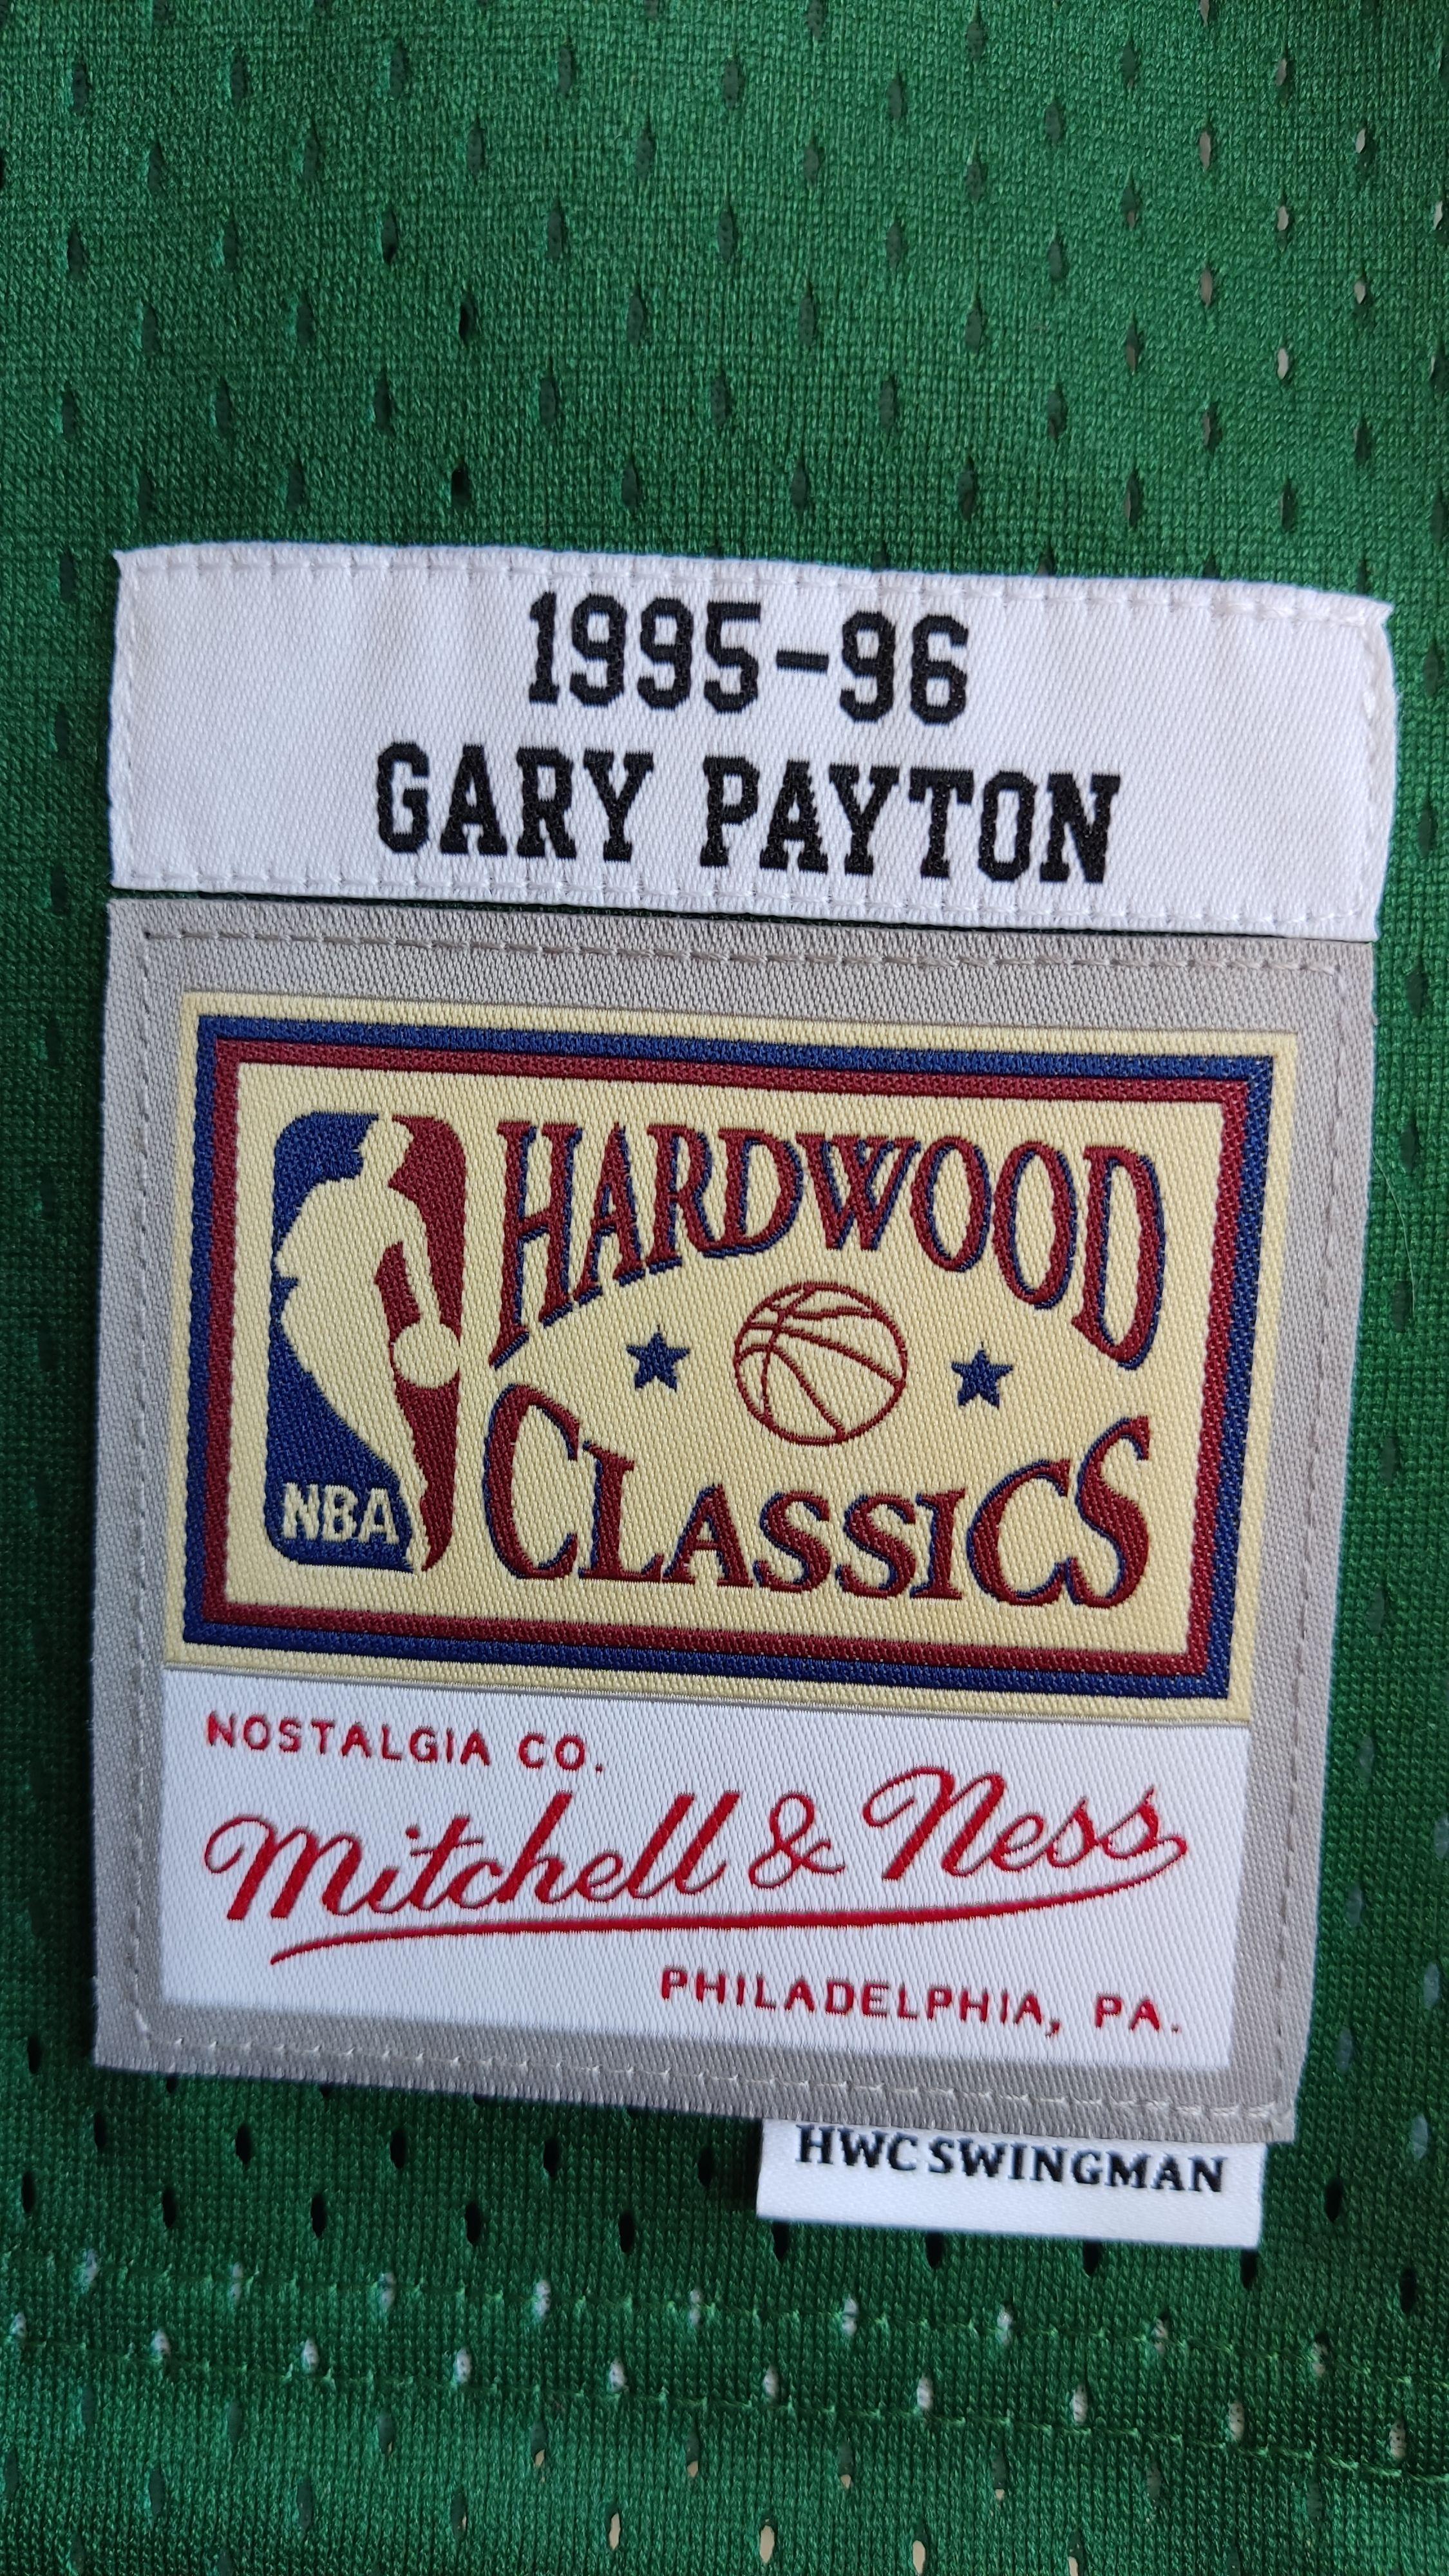 1995-96
GARY PAYTON
HARDWOOD
CLASSICS
NBA
NOSTALGIA CO.
Mitchell & Ness
PHILADELPHIA, PA.
HWC SWINGMAN